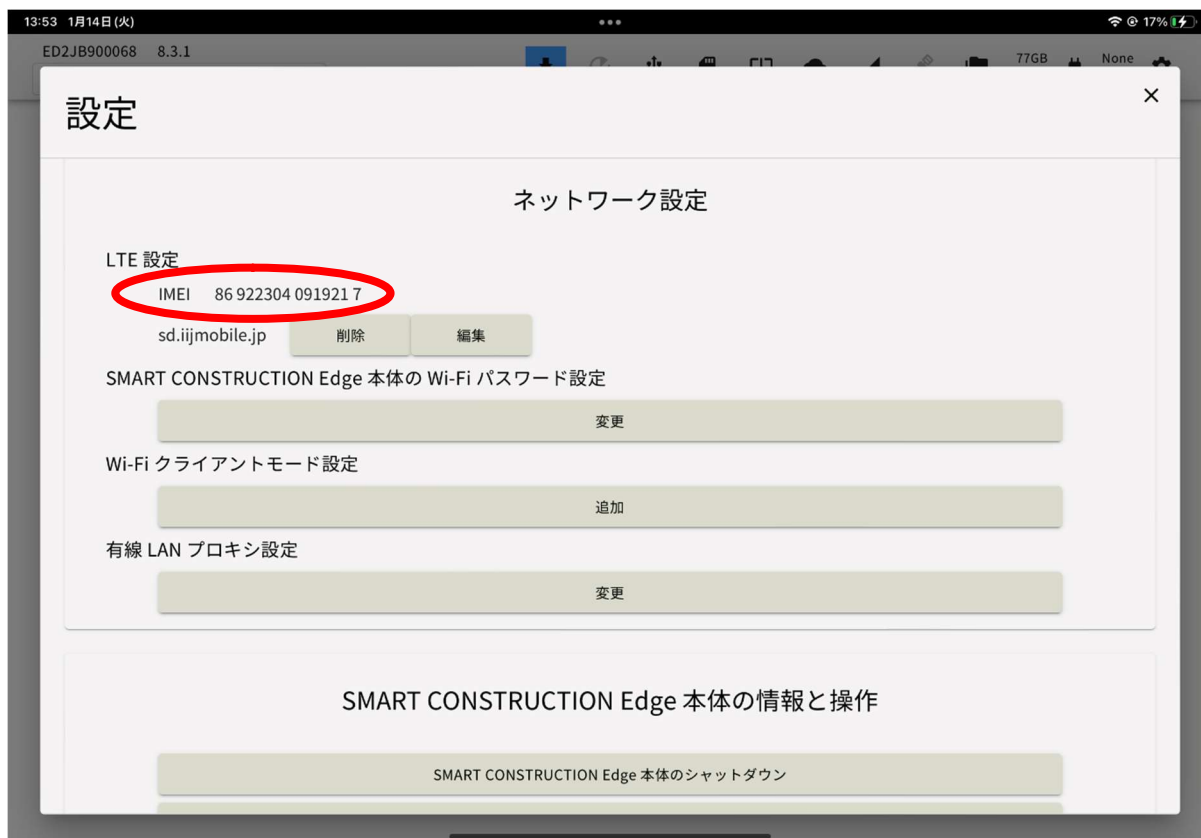 13:53 1月14日(火) 17%
ED2JB900068 8.3.1
77GB None
設定
ネットワーク設定
LTE 設定
IMEI 86 922304 091921 7
sd.iijmobile.jp 削除 編集
SMART CONSTRUCTION Edge 本体の Wi-Fi パスワード設定
変更
Wi-Fi クライアントモード設定
追加
有線 LAN プロキシ設定
変更
SMART CONSTRUCTION Edge 本体の情報と操作
SMART CONSTRUCTION Edge 本体のシャットダウン